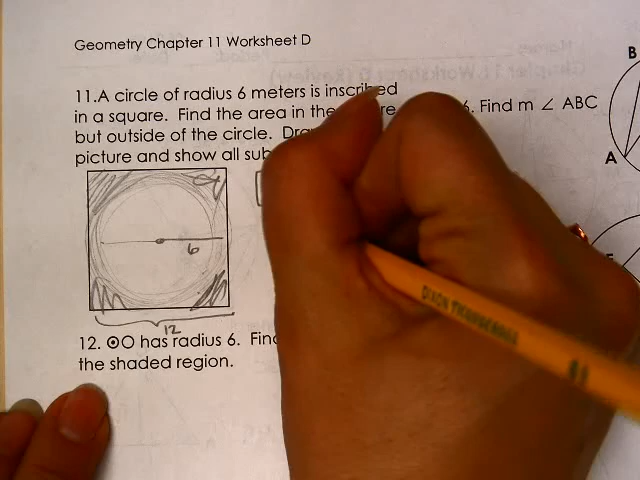 Geometry Chapter 11 Worksheet D
11.A circle of radius 6 meters is inscribed
in a square. Find the area in the
but outside of the circle.
picture and show all
6
12
12. ⊙O has radius 6.
the shaded region.
6. Find m ∠ ABC
B
A
DIXON TICONDEROGA